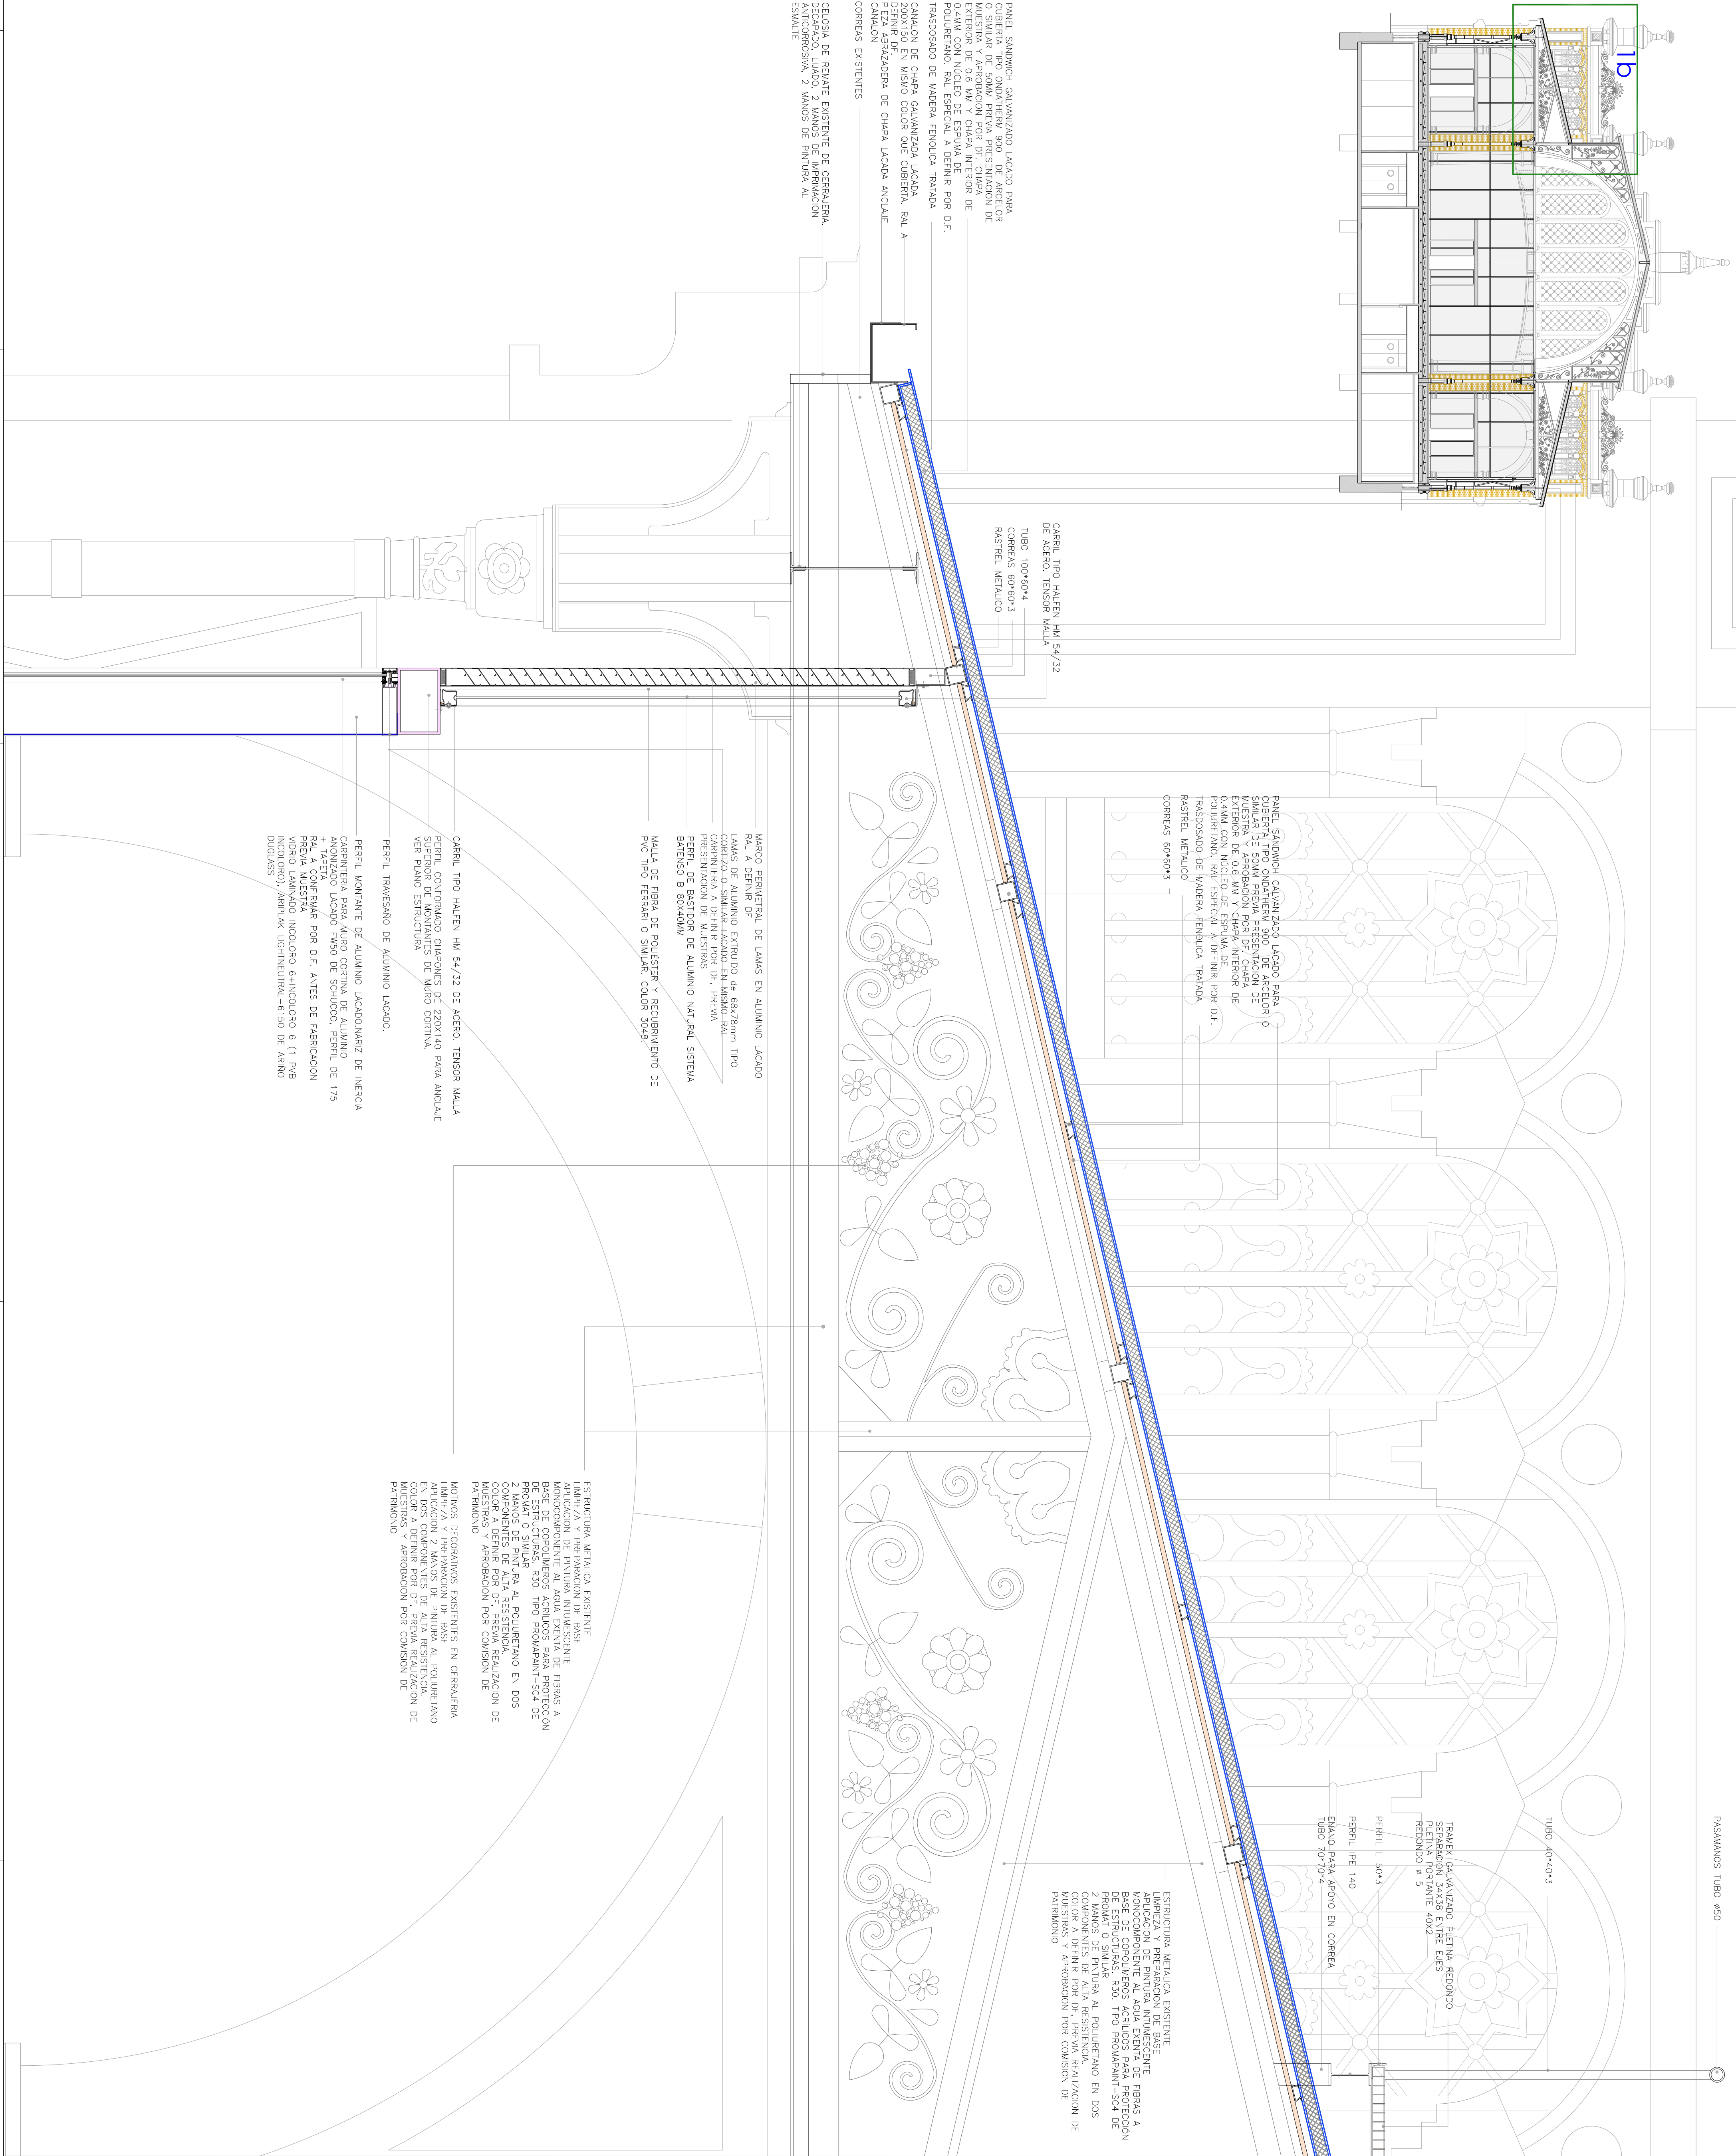 b1
PANEL SANDWICH GALVANIZADO LACADO PARA
CUBIERTA TIPO ONDATHERM 900 DE ARCELOR
O SIMILAR DE 50MM PREVIA PRESENTACION DE
MUESTRA Y APROBACION POR DF. CHAPA
EXTERIOR DE 0.6 MM Y CHAPA INTERIOR DE
0.4MM CON NÚCLEO DE ESPUMA DE
POLIURETANO. RAL ESPECIAL A DEFINIR POR D.F.
TRASDOSADO DE MADERA FENOLICA TRATADA
CANALON DE CHAPA GALVANIZADA LACADA
200X150 EN MISMO COLOR QUE CUBIERTA. RAL A
DEFINIR DF.
PIEZA ABRAZADERA DE CHAPA LACADA ANCLAJE
CANALON
CORREAS EXISTENTES
CELOSIA DE REMATE EXISTENTE DE CERRAJERIA.
DECAPADO, LIJADO, 2 MANOS DE IMPRIMACION
ANTICORROSIVA, 2 MANOS DE PINTURA AL
ESMALTE
CARRIL TIPO HALFEN HM 54/32
DE ACERO. TENSOR MALLA
TUBO 100*60*4
CORREAS 60*60*3
RASTREL METALICO
PANEL SANDWICH GALVANIZADO LACADO PARA
CUBIERTA TIPO ONDATHERM 900 DE ARCELOR O
SIMILAR DE 50MM PREVIA PRESENTACION DE
MUESTRA Y APROBACION POR DF. CHAPA
EXTERIOR DE 0.6 MM Y CHAPA INTERIOR DE
0.4MM CON NÚCLEO DE ESPUMA DE
POLIURETANO. RAL ESPECIAL A DEFINIR POR D.F.
TRASDOSADO DE MADERA FENOLICA TRATADA
RASTREL METALICO
CORREAS 60*60*3
MARCO PERIMETRAL DE LAMAS EN ALUMINIO LACADO
RAL A DEFINIR DF
LAMAS DE ALUMINIO EXTRUIDO de 68x78mm TIPO
CORTIZO O SIMILAR LACADO EN MISMO RAL
CARPINTERIA A DEFINIR POR DF, PREVIA
PRESENTACION DE MUESTRAS
PERFIL DE BASTIDOR DE ALUMINIO NATURAL SISTEMA
BATENSO B 80X40MM
MALLA DE FIBRA DE POLIÉSTER Y RECUBRIMIENTO DE
PVC TIPO FERRARI O SIMILAR. COLOR 3048.
CARRIL TIPO HALFEN HM 54/32 DE ACERO. TENSOR MALLA
PERFIL CONFORMADO CHAPONES DE 220X140 PARA ANCLAJE
SUPERIOR DE MONTANTES DE MURO CORTINA.
VER PLANO ESTRUCTURA
PERFIL TRAVESAÑO DE ALUMINIO LACADO.
PERFIL MONTANTE DE ALUMINIO LACADO.NARIZ DE INERCIA
CARPINTERIA PARA MURO CORTINA DE ALUMINIO
ANONIZADO LACADO FW50 DE SCHUCO, PERFIL DE 175
+ TAPETA
RAL A CONFIRMAR POR D.F. ANTES DE FABRICACION
PREVIA MUESTRA
VIDRIO LAMINADO INCOLORO 6+INCOLORO 6 (1 PVB
INCOLORO), ARIPLAK LIGHTNEUTRAL-6150 DE ARIÑO
DUGLASS
ESTRUCTURA METALICA EXISTENTE
LIMPIEZA Y PREPARACION DE BASE
APLICACION DE PINTURA INTUMESCENTE
MONOCOMPONENTE AL AGUA EXENTA DE FIBRAS A
BASE DE COPOLIMEROS ACRILICOS PARA PROTECCIÓN
DE ESTRUCTURAS. R30. TIPO PROMAPAINT-SC4 DE
PROMAT O SIMILAR
2 MANOS DE PINTURA AL POLIURETANO EN DOS
COMPONENTES DE ALTA RESISTENCIA.
COLOR A DEFINIR POR DF, PREVIA REALIZACION DE
MUESTRAS Y APROBACION POR COMISION DE
PATRIMONIO
MOTIVOS DECORATIVOS EXISTENTES EN CERRAJERIA
LIMPIEZA Y PREPARACION DE BASE
APLICACION 2 MANOS DE PINTURA AL POLIURETANO
EN DOS COMPONENTES DE ALTA RESISTENCIA.
COLOR A DEFINIR POR DF, PREVIA REALIZACION DE
MUESTRAS Y APROBACION POR COMISION DE
PATRIMONIO
PASAMANOS TUBO ø50
TUBO 40*40*3
TRAMEX GALVANIZADO PLETINA REDONDO
SEPARACION 34X38 ENTRE EJES
PLETINA PORTANTE 40X2
REDONDO ø 5
PERFIL L 50*3
PERFIL IPE 140
ENANO PARA APOYO EN CORREA
TUBO 70*70*4
ESTRUCTURA METALICA EXISTENTE
LIMPIEZA Y PREPARACION DE BASE
APLICACION DE PINTURA INTUMESCENTE
MONOCOMPONENTE AL AGUA EXENTA DE FIBRAS A
BASE DE COPOLIMEROS ACRILICOS PARA PROTECCIÓN
DE ESTRUCTURAS. R30. TIPO PROMAPAINT-SC4 DE
PROMAT O SIMILAR
2 MANOS DE PINTURA AL POLIURETANO EN DOS
COMPONENTES DE ALTA RESISTENCIA.
COLOR A DEFINIR POR DF, PREVIA REALIZACION DE
MUESTRAS Y APROBACION POR COMISION DE
PATRIMONIO